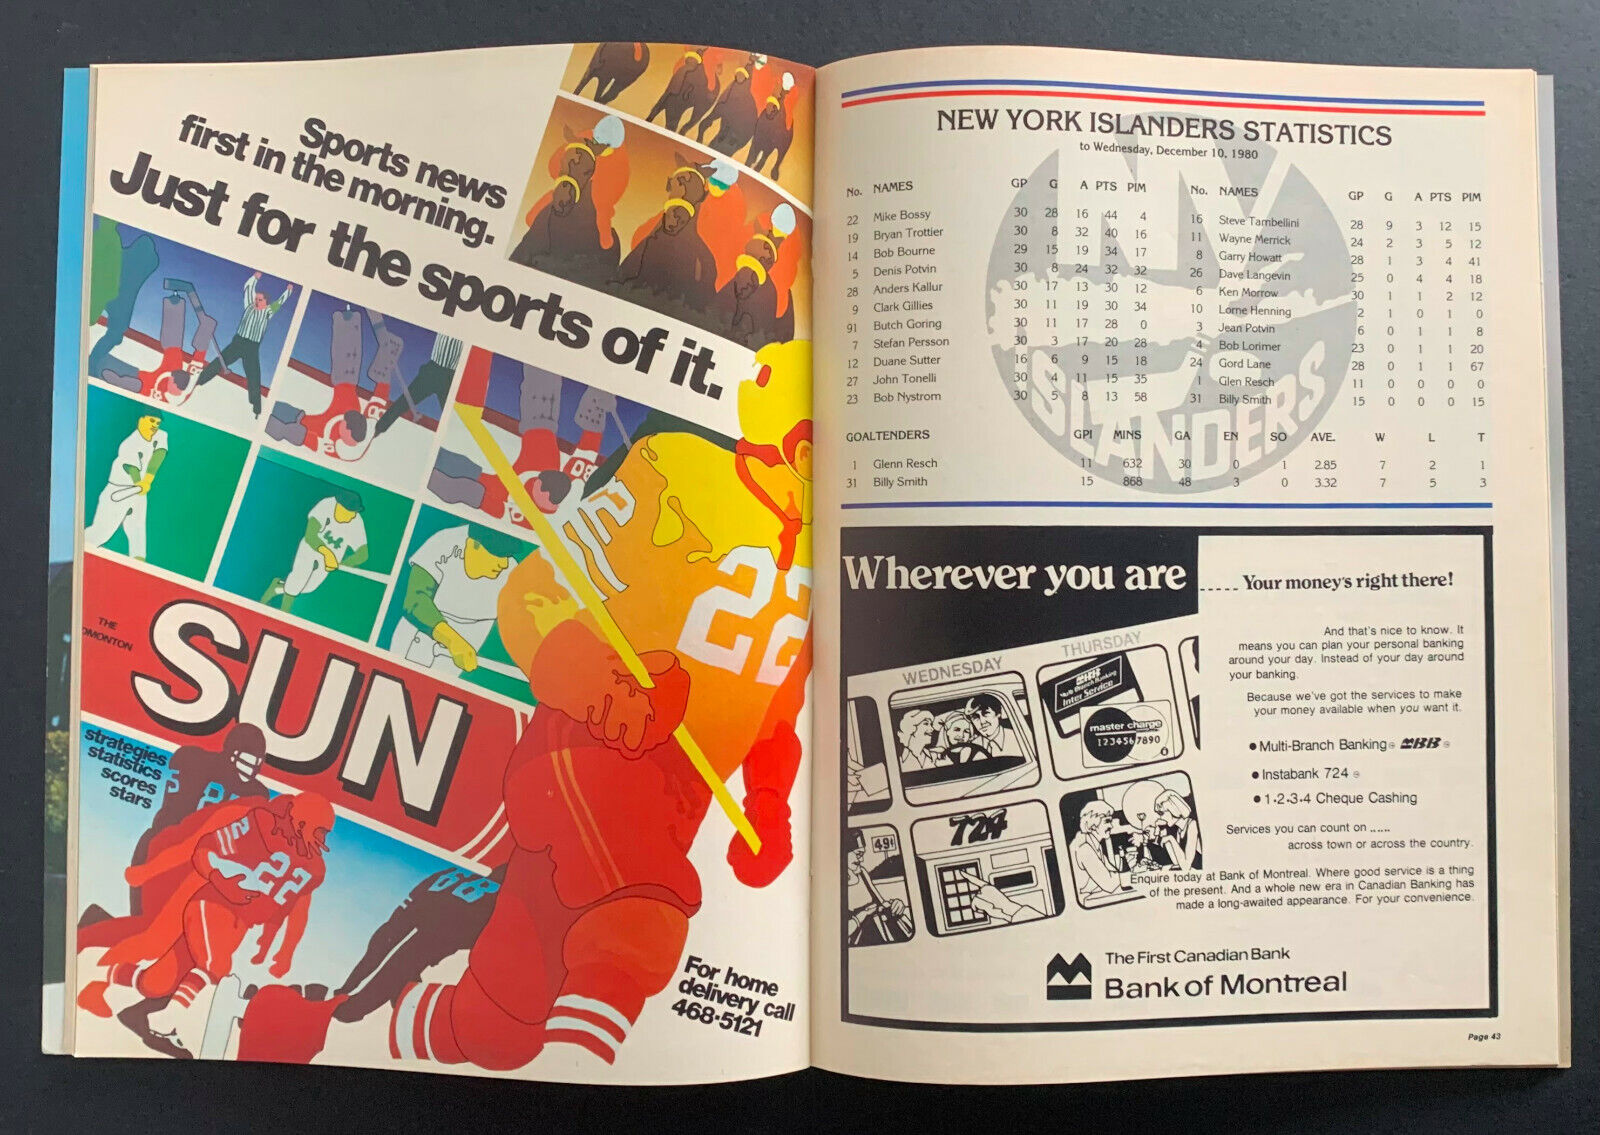 Sports news
first in the morning.
Just for the sports of it.
THE
EDMONTON
SUN
strategies
statistics
scores
stars
22
22
88
80
For home
delivery call
468-5121
NEW YORK ISLANDERS STATISTICS
to Wednesday, December 10, 1980
No. NAMES GP G A PTS PIM
22 Mike Bossy 30 28 16 44 4
19 Bryan Trottier 30 8 32 40 16
14 Bob Bourne 29 15 19 34 17
5 Denis Potvin 30 8 24 32 32
28 Anders Kallur 30 17 13 30 12
9 Clark Gillies 30 11 19 30 34
91 Butch Goring 30 11 17 28 0
7 Stefan Persson 30 3 17 20 28
12 Duane Sutter 16 6 9 15 18
27 John Tonelli 30 4 11 15 35
23 Bob Nystrom 30 5 8 13 58
No. NAMES GP G A PTS PIM
16 Steve Tambellini 28 9 3 12 15
11 Wayne Merrick 24 2 3 5 12
8 Garry Howatt 28 1 3 4 41
26 Dave Langevin 25 0 4 4 18
6 Ken Morrow 30 1 1 2 12
10 Lorne Henning 2 1 0 1 0
3 Jean Potvin 6 0 1 1 8
4 Bob Lorimer 23 0 1 1 20
24 Gord Lane 28 0 1 1 67
1 Glen Resch 11 0 0 0 0
31 Billy Smith 15 0 0 0 15
NY
ISLANDERS
GOALTENDERS GPI MINS GA EN SO AVE. W L T
1 Glenn Resch 11 632 30 0 1 2.85 7 2 1
31 Billy Smith 15 868 48 3 0 3.32 7 5 3
Wherever you are
..... Your money's right there!
And that's nice to know. It
means you can plan your personal banking
around your day. Instead of your day around
your banking.
Because we've got the services to make
your money available when you want it.
• Multi-Branch Banking MBB
• Instabank 724
• 1•2•3•4 Cheque Cashing
Services you can count on .....
across town or across the country.
Enquire today at Bank of Montreal. Where good service is a thing
of the present. And a whole new era in Canadian Banking has
made a long-awaited appearance. For your convenience.
WEDNESDAY
THURSDAY
MBB
Multi-Branch Banking
Inter-Service
master charge
1234567890
49¢
724
The First Canadian Bank
Bank of Montreal
Page 43